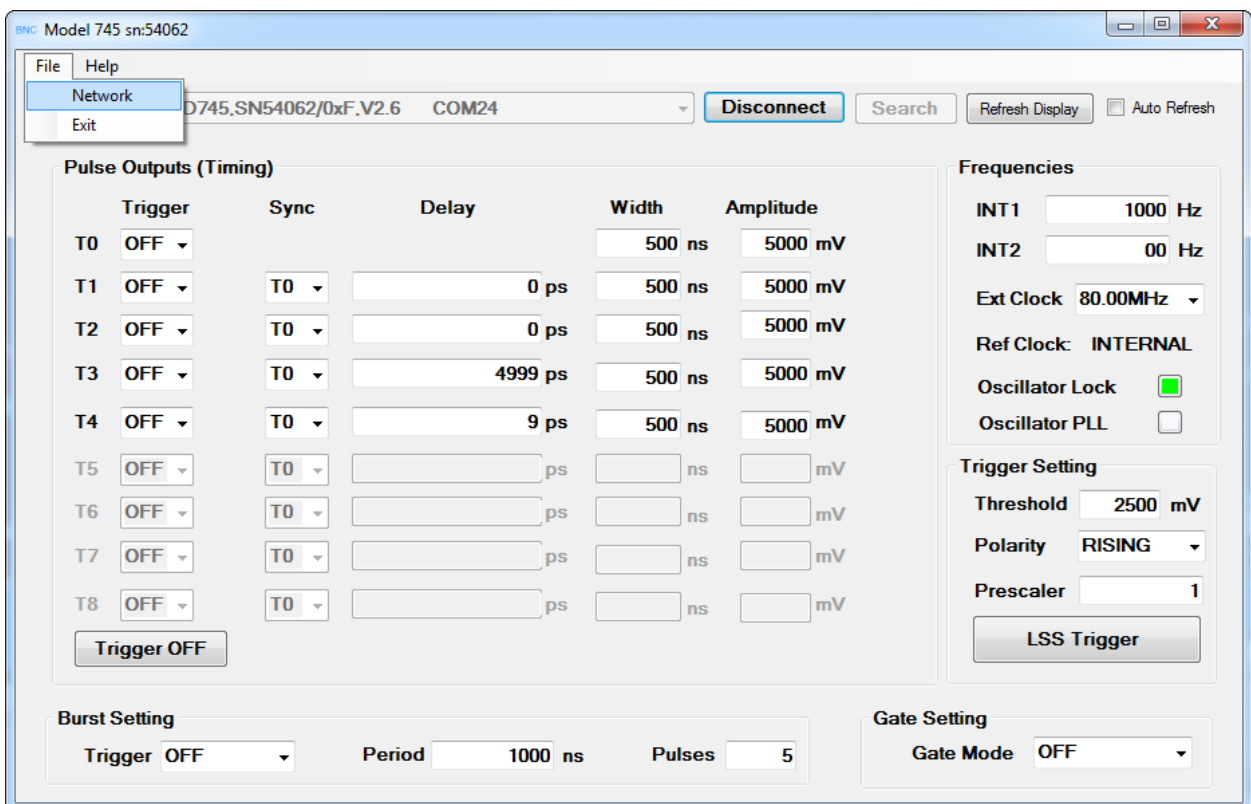 BNC Model 745 sn:54062
File Help
Network
Exit
D745,SN54062/0xF,V2.6 COM24 Disconnect Search Refresh Display Auto Refresh
Pulse Outputs (Timing)
Trigger Sync Delay Width Amplitude
T0 OFF 500 ns 5000 mV
T1 OFF T0 0 ps 500 ns 5000 mV
T2 OFF T0 0 ps 500 ns 5000 mV
T3 OFF T0 4999 ps 500 ns 5000 mV
T4 OFF T0 9 ps 500 ns 5000 mV
T5 OFF T0 ps ns mV
T6 OFF T0 ps ns mV
T7 OFF T0 ps ns mV
T8 OFF T0 ps ns mV
Trigger OFF
Frequencies
INT1 1000 Hz
INT2 00 Hz
Ext Clock 80.00MHz
Ref Clock: INTERNAL
Oscillator Lock
Oscillator PLL
Trigger Setting
Threshold 2500 mV
Polarity RISING
Prescaler 1
LSS Trigger
Burst Setting
Trigger OFF Period 1000 ns Pulses 5
Gate Setting
Gate Mode OFF